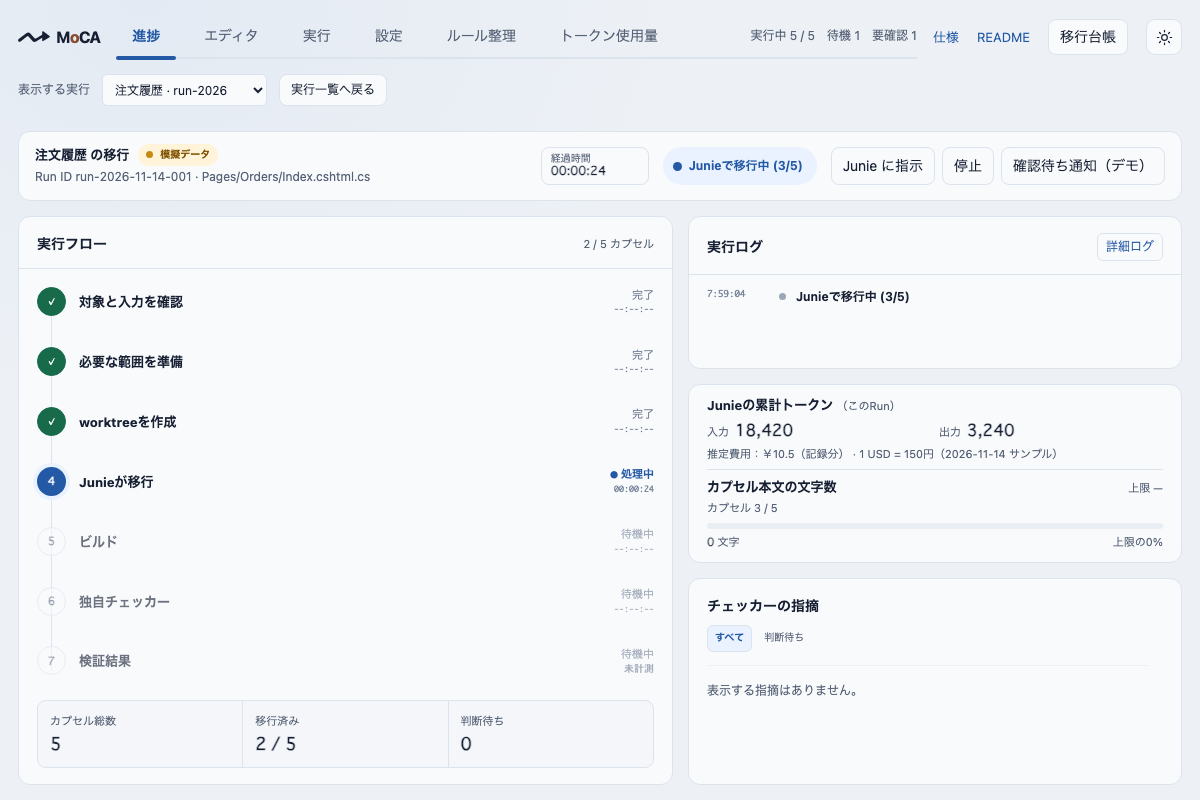 MoCA
進捗 エディタ 実行 設定 ルール整理 トークン使用量 実行中 5 / 5 待機 1 要確認 1 仕様 README 移行台帳
表示する実行 注文履歴 · run-2026 実行一覧へ戻る
注文履歴 の移行 模擬データ
Run ID run-2026-11-14-001 · Pages/Orders/Index.cshtml.cs
経過時間
00:00:24
Junieで移行中 (3/5) Junie に指示 停止 確認待ち通知（デモ）
実行フロー 2 / 5 カプセル
✓ 対象と入力を確認 完了
--:--:--
✓ 必要な範囲を準備 完了
--:--:--
✓ worktreeを作成 完了
--:--:--
4 Junieが移行 処理中
00:00:24
5 ビルド 待機中
--:--:--
6 独自チェッカー 待機中
--:--:--
7 検証結果 待機中
未計測
カプセル総数 移行済み 判断待ち
5 2 / 5 0
実行ログ 詳細ログ
7:59:04 Junieで移行中 (3/5)
Junieの累計トークン （このRun）
入力 18,420 出力 3,240
推定費用：￥10.5（記録分） · 1 USD = 150円（2026-11-14 サンプル）
カプセル本文の文字数 上限 —
カプセル 3 / 5
0 文字 上限の0%
チェッカーの指摘
すべて 判断待ち
表示する指摘はありません。